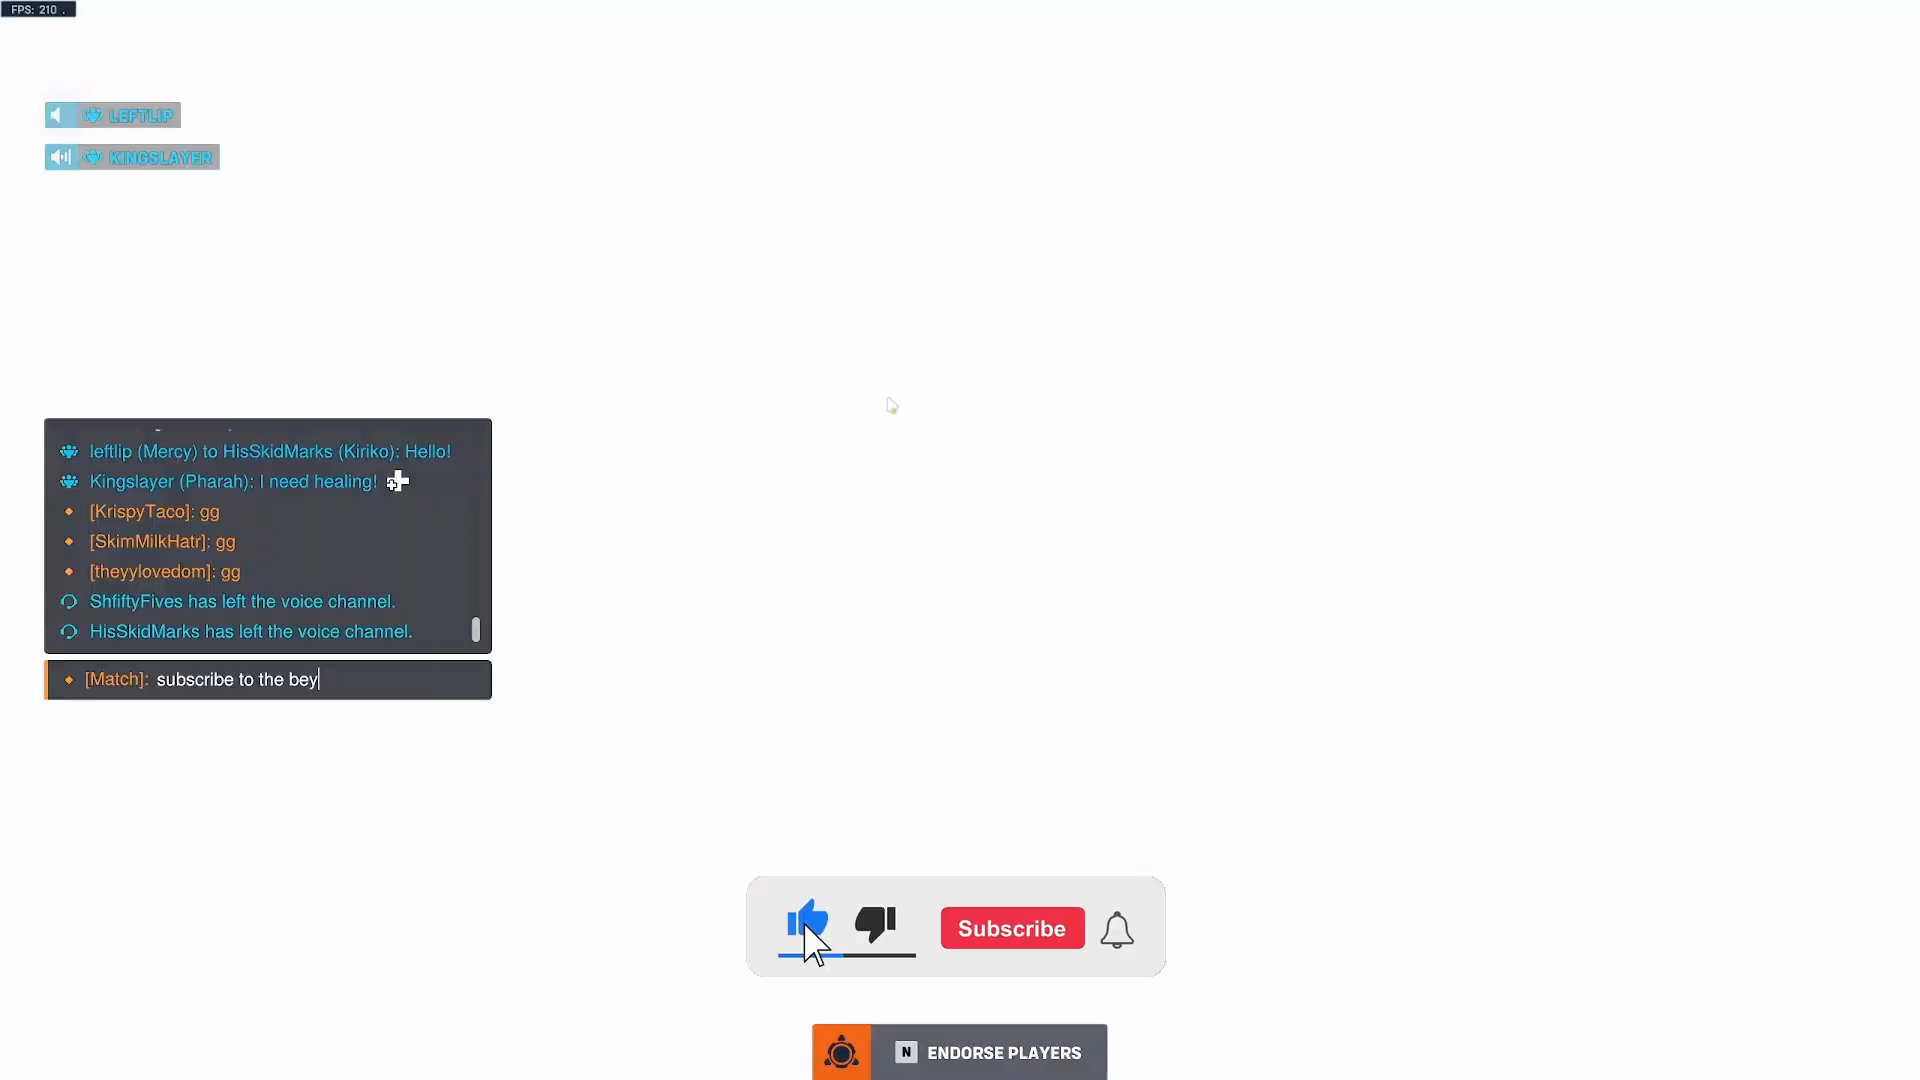 FPS: 210 .
LEFTLIP
KINGSLAYER
leftlip (Mercy) to HisSkidMarks (Kiriko): Hello!
Kingslayer (Pharah): I need healing!
[KrispyTaco]: gg
[SkimMilkHatr]: gg
[theyylovedom]: gg
ShfiftyFives has left the voice channel.
HisSkidMarks has left the voice channel.
[Match]: subscribe to the bey
Subscribe
N ENDORSE PLAYERS